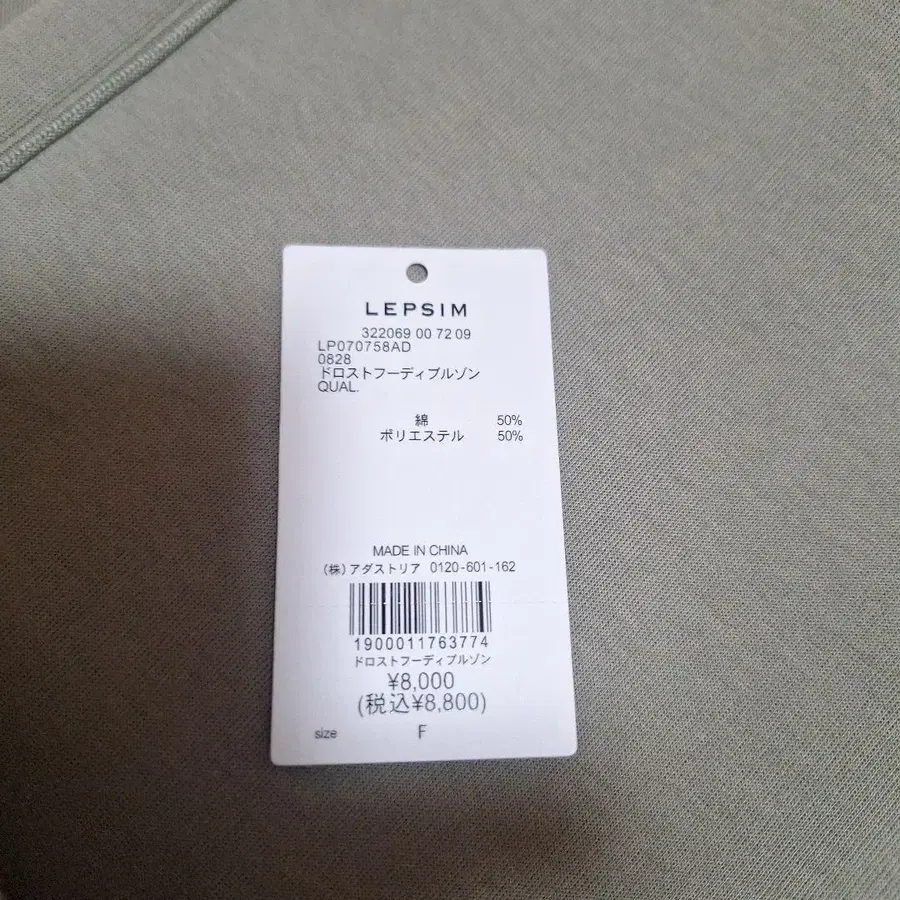 LEPSIM
322069 00 72 09
LP070758AD
0828
ドロストフーディブルゾン
QUAL.
綿 50%
ポリエステル 50%
MADE IN CHINA
(株)アダストリア 0120-601-162
1900011763774
ドロストフーディブルゾン
¥8,000
(税込¥8,800)
size F